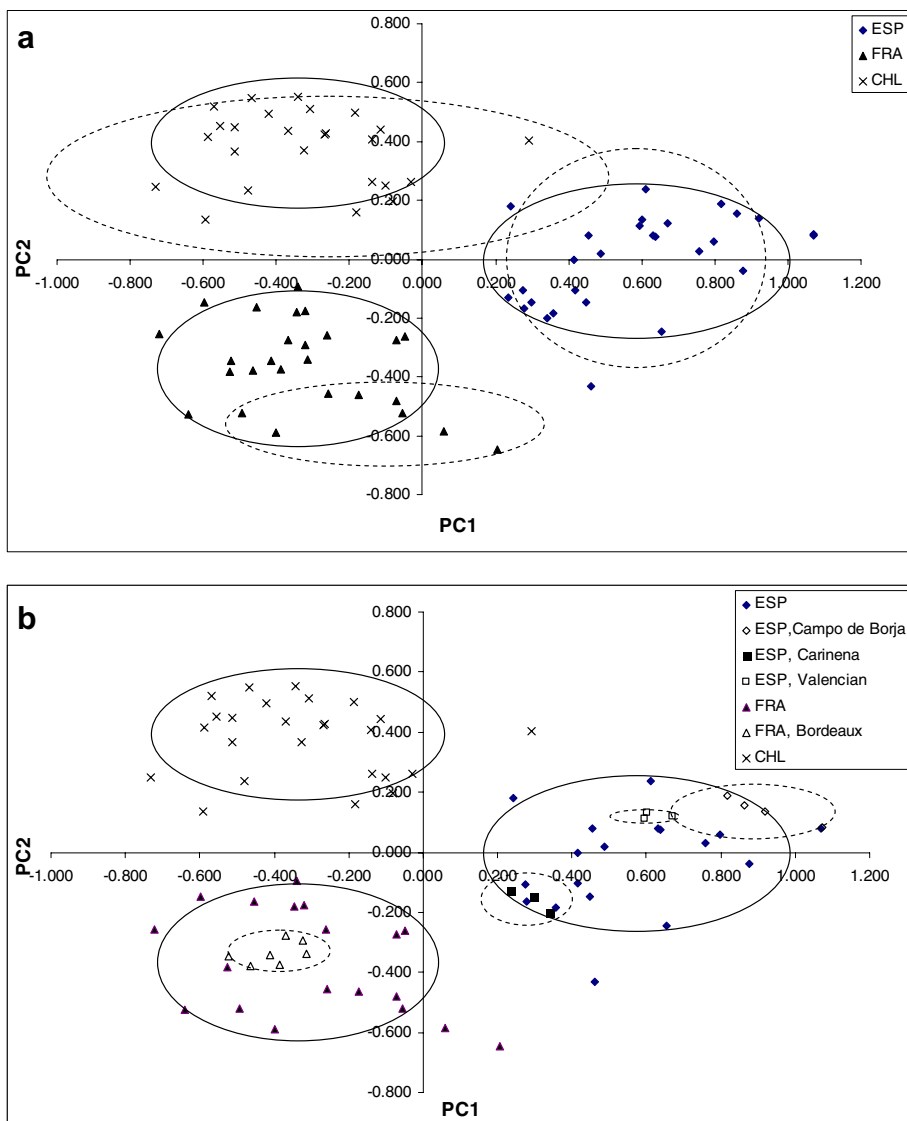 a
0.800
ESP
FRA
CHL
0.600
0.400
0.200
PC2
0.000
-1.000 -0.800 -0.600 -0.400 -0.200 0.000 0.200 0.400 0.600 0.800 1.000 1.200
-0.200
-0.400
-0.600
-0.800
PC1
b
0.800
ESP
ESP,Campo de Borja
ESP, Carinena
ESP, Valencian
FRA
FRA, Bordeaux
CHL
0.600
0.400
0.200
PC2
0.000
-1.000 -0.800 -0.600 -0.400 -0.200 0.000 0.200 0.400 0.600 0.800 1.000 1.200
-0.200
-0.400
-0.600
-0.800
PC1